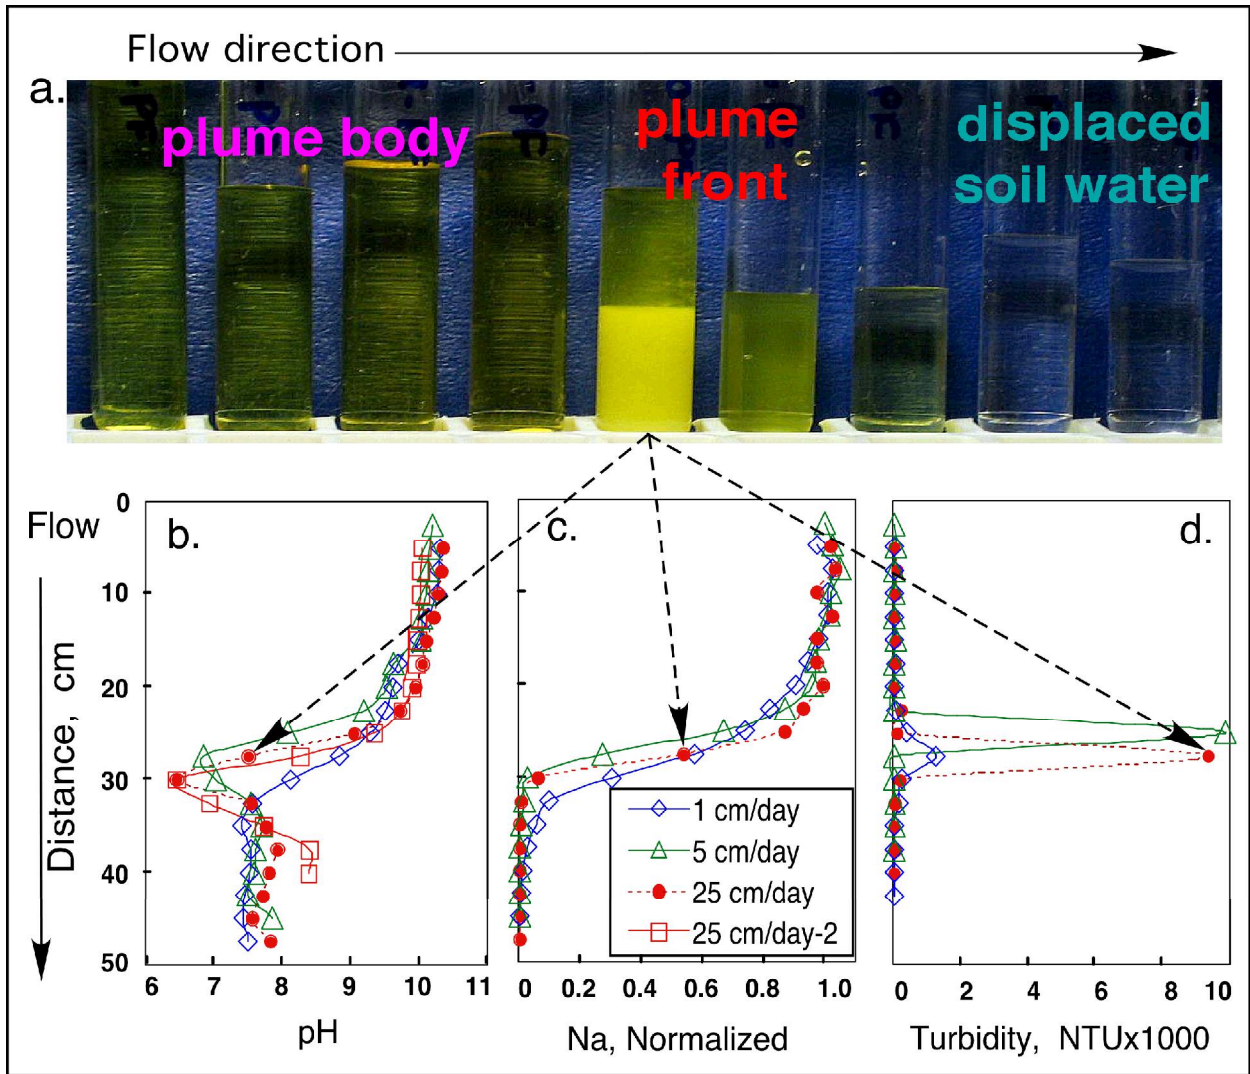 Flow direction
a.
plume body
plume
front
displaced
soil water
Flow
Distance, cm
0
10
20
30
40
50
b.
6 7 8 9 10 11
pH
c.
0 0.2 0.4 0.6 0.8 1.0
Na, Normalized
1 cm/day
5 cm/day
25 cm/day
25 cm/day-2
d.
0 2 4 6 8 10
Turbidity, NTUx1000